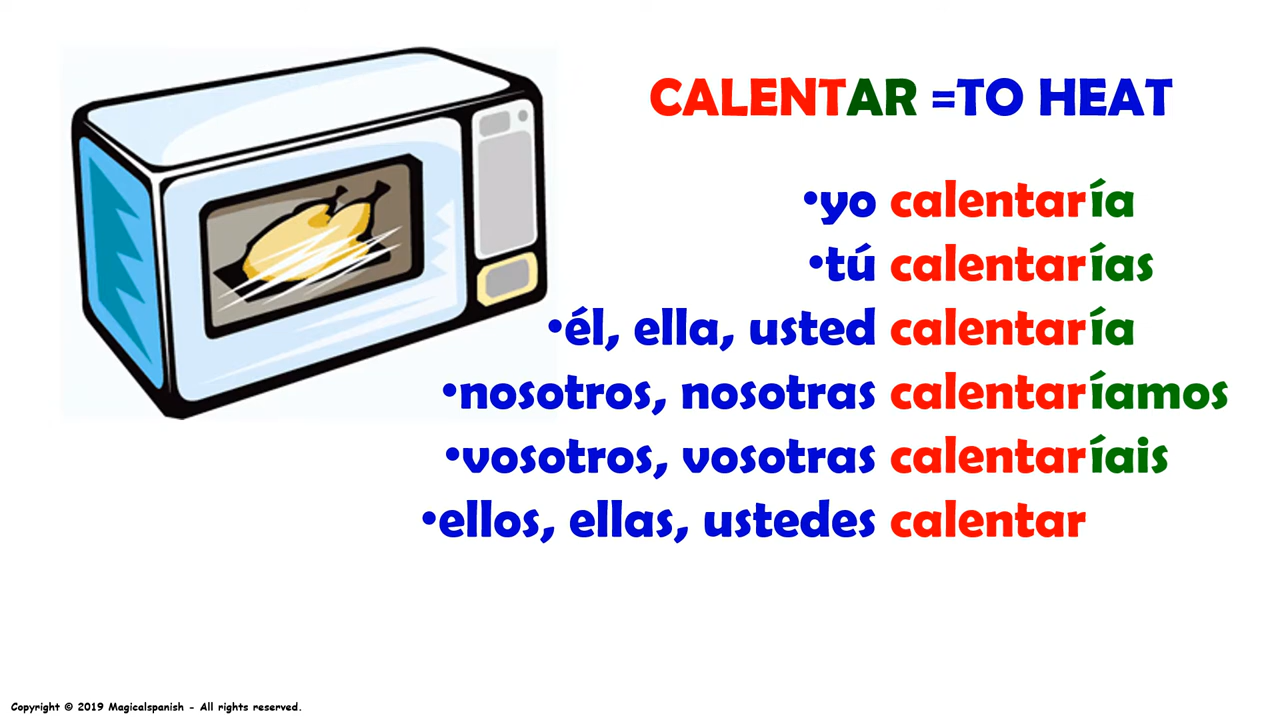 CALENTAR =TO HEAT
•yo calentaría
•tú calentarías
•él, ella, usted calentaría
•nosotros, nosotras calentaríamos
•vosotros, vosotras calentaríais
•ellos, ellas, ustedes calentar
Copyright © 2019 Magicalspanish - All rights reserved.